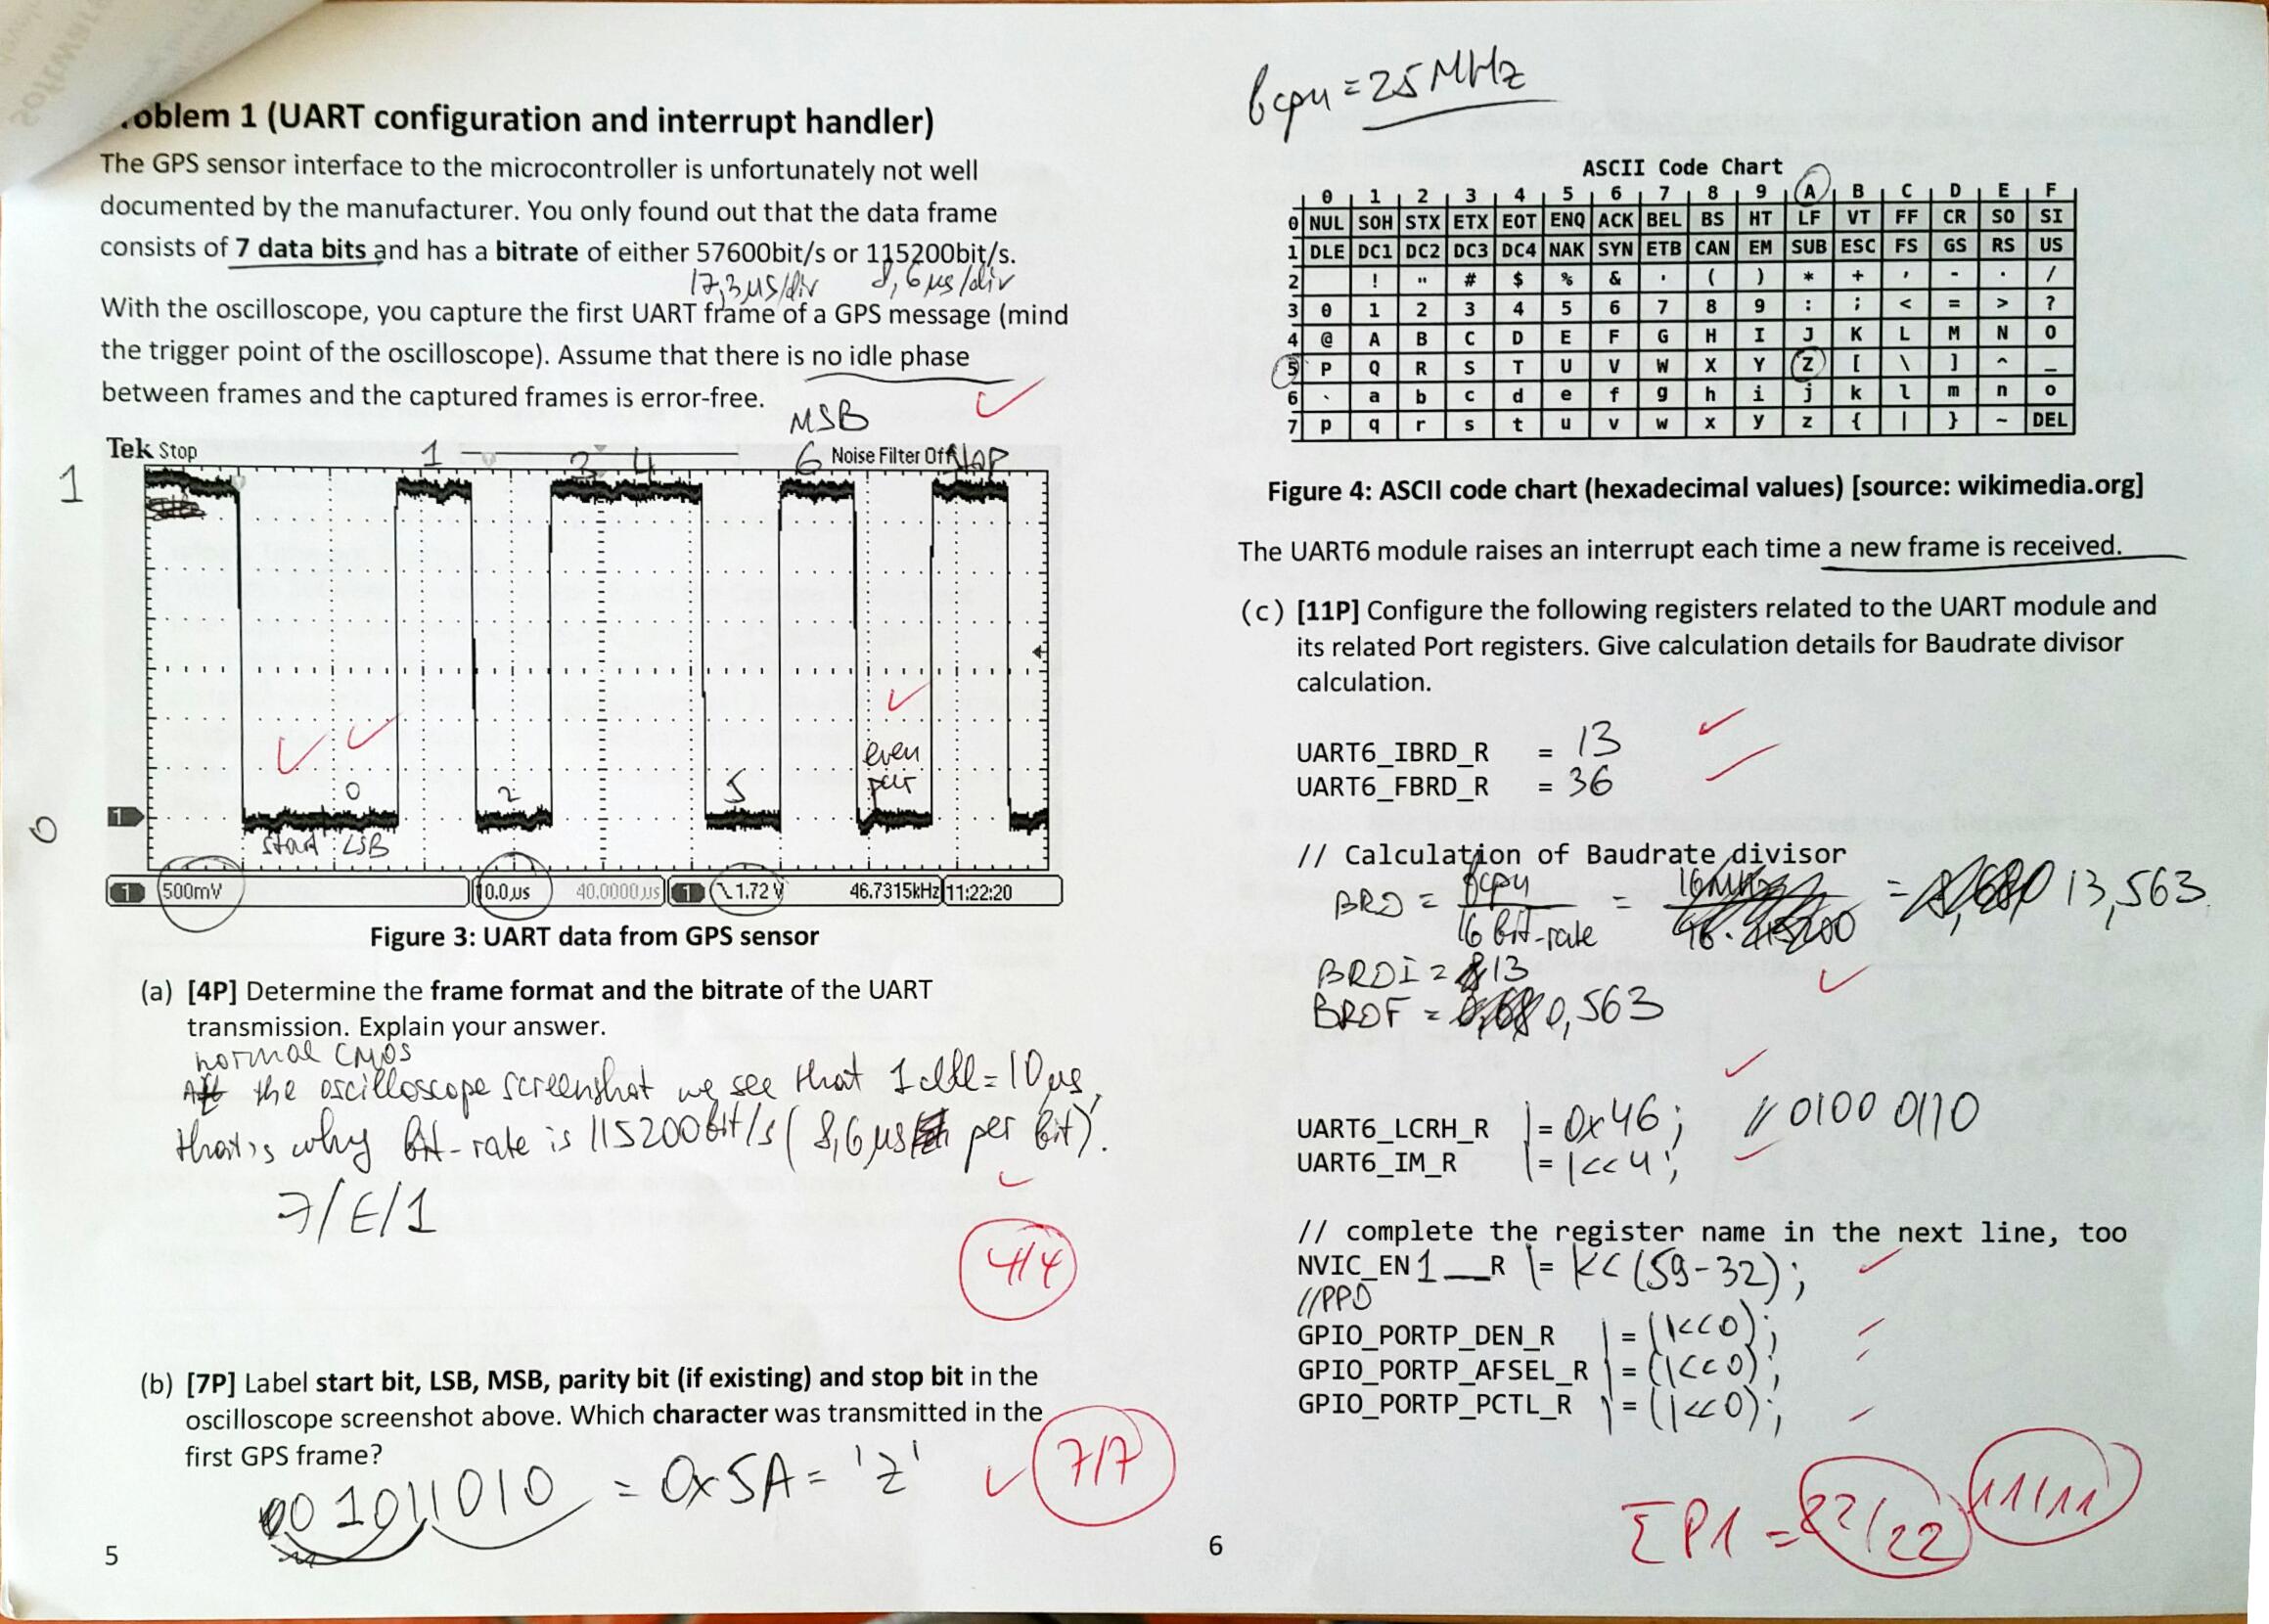 oblem 1 (UART configuration and interrupt handler)
The GPS sensor interface to the microcontroller is unfortunately not well
documented by the manufacturer. You only found out that the data frame
consists of 7 data bits and has a bitrate of either 57600bit/s or 115200bit/s.
17,3µs/div 8,6µs/div
With the oscilloscope, you capture the first UART frame of a GPS message (mind
the trigger point of the oscilloscope). Assume that there is no idle phase
between frames and the captured frames is error-free.
MSB
Tek Stop 1 3 4 6 Noise Filter Off Stop
1
0 2 5 even par
0
start LSB
1 500mV 10.0µs 40.0000µs 1 1.72 V 46.7315kHz 11:22:20
Figure 3: UART data from GPS sensor
(a) [4P] Determine the frame format and the bitrate of the UART
transmission. Explain your answer.
normal CMOS
the oscilloscope screenshot we see that 1 = 10µs,
that's why bit-rate is 115200bit/s (8,6µs per bit).
7/E/1
4/4
(b) [7P] Label start bit, LSB, MSB, parity bit (if existing) and stop bit in the
oscilloscope screenshot above. Which character was transmitted in the
first GPS frame?
01011010 = 0x5A = 'Z'
7/7
5
fcpu = 25 MHz
ASCII Code Chart
0 1 2 3 4 5 6 7 8 9 A B C D E F
0 NUL SOH STX ETX EOT ENQ ACK BEL BS HT LF VT FF CR SO SI
1 DLE DC1 DC2 DC3 DC4 NAK SYN ETB CAN EM SUB ESC FS GS RS US
2 ! " # $ % & ' ( ) * + , - . /
3 0 1 2 3 4 5 6 7 8 9 : ; < = > ?
4 @ A B C D E F G H I J K L M N O
5 P Q R S T U V W X Y Z [ \ ] ^ _
6 ` a b c d e f g h i j k l m n o
7 p q r s t u v w x y z { | } ~ DEL
Figure 4: ASCII code chart (hexadecimal values) [source: wikimedia.org]
The UART6 module raises an interrupt each time a new frame is received.
(c) [11P] Configure the following registers related to the UART module and
its related Port registers. Give calculation details for Baudrate divisor
calculation.
UART6_IBRD_R = 13
UART6_FBRD_R = 36
// Calculation of Baudrate divisor
BRD = fcpu / 16 Bit-rate = = 13,563
BRDI = 13
BRDF = 0,563
UART6_LCRH_R |= 0x46; // 0100 0110
UART6_IM_R |= 1<<4;
// complete the register name in the next line, too
NVIC_EN1__R |= 1<<(59-32);
//PP0
GPIO_PORTP_DEN_R |= (1<<0);
GPIO_PORTP_AFSEL_R |= (1<<0);
GPIO_PORTP_PCTL_R |= (1<<0);
11/11
ΣP1 = 22/22
6